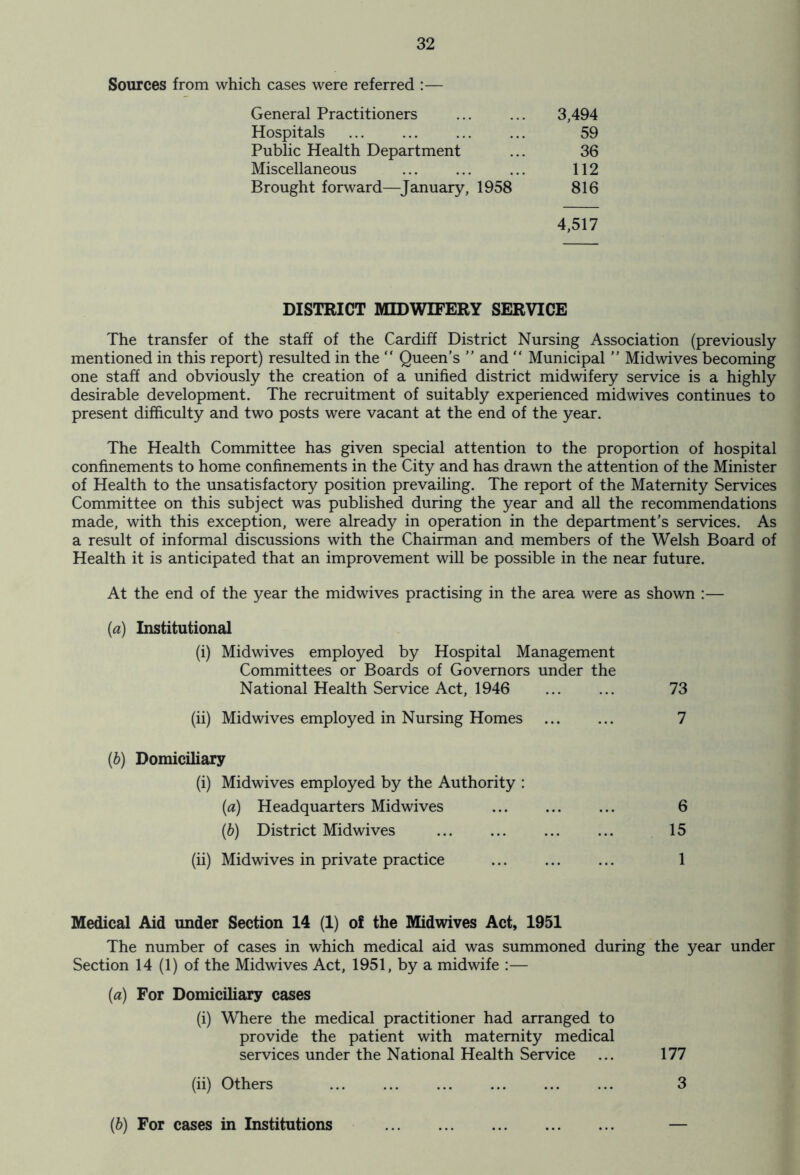 32
Sources from which cases were referred :—
General Practitioners ... ... 3,494
Hospitals ... ... ... ... 59
Public Health Department ... 36
Miscellaneous ... ... ... 112
Brought forward—January, 1958 816
4,517
DISTRICT MIDWIFERY SERVICE
The transfer of the staff of the Cardiff District Nursing Association (previously
mentioned in this report) resulted in the “ Queen’s ” and “ Municipal ” Midwives becoming
one staff and obviously the creation of a unified district midwifery service is a highly
desirable development. The recruitment of suitably experienced midwives continues to
present difficulty and two posts were vacant at the end of the year.
The Health Committee has given special attention to the proportion of hospital
confinements to home confinements in the City and has drawn the attention of the Minister
of Health to the unsatisfactory position prevailing. The report of the Maternity Services
Committee on this subject was published during the year and all the recommendations
made, with this exception, were already in operation in the department’s services. As
a result of informal discussions with the Chairman and members of the Welsh Board of
Health it is anticipated that an improvement will be possible in the near future.
At the end of the year the midwives practising in the area were as shown :—
(a) Institutional
(i) Midwives employed by Hospital Management
Committees or Boards of Governors under the
National Health Service Act, 1946 ... ... 73
(ii) Midwives employed in Nursing Homes ... ... 7
(b) Domiciliary
(i) Midwives employed by the Authority :
(a) Headquarters Midwives ... ... ... 6
(b) District Midwives ... ... ... ... 15
(ii) Midwives in private practice ... ... ... 1
Medical Aid under Section 14 (1) of the Midwives Act, 1951
The number of cases in which medical aid was summoned during the year under
Section 14 (1) of the Midwives Act, 1951, by a midwife :—
(a) For Domiciliary cases
(i) Where the medical practitioner had arranged to
provide the patient with maternity medical
services under the National Health Service ... 177
(ii) Others ... ... ... ... ... ... 3
(b) For cases in Institutions ... ... ... ... ... —